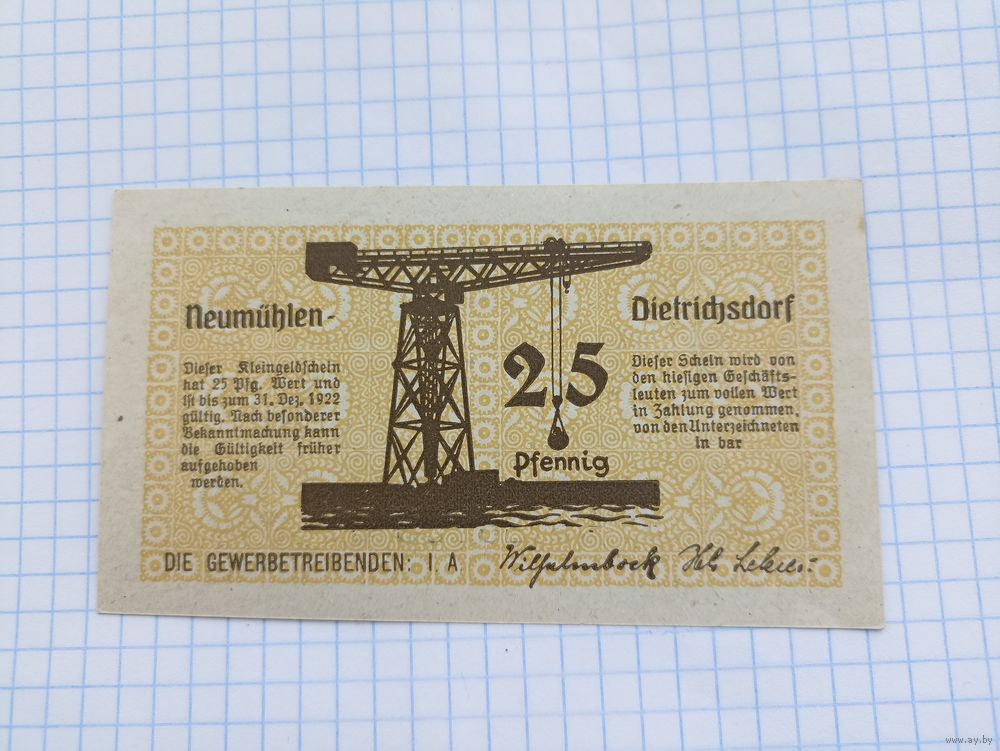 Neumühlen-
Dietrichsdorf
Dieser Kleingeldschein
hat 25 Pfg. Wert und
ist bis zum 31. Dez. 1922
gültig. Nach besonderer
Bekanntmachung kann
die Gültigkeit früher
aufgehoben
werden.
25
Pfennig
Dieser Schein wird von
den hiesigen Geschäfts-
leuten zum vollen Wert
in Zahlung genommen,
von den Unterzeichneten
in bar
DIE GEWERBETREIBENDEN: I. A.
www.ay.by